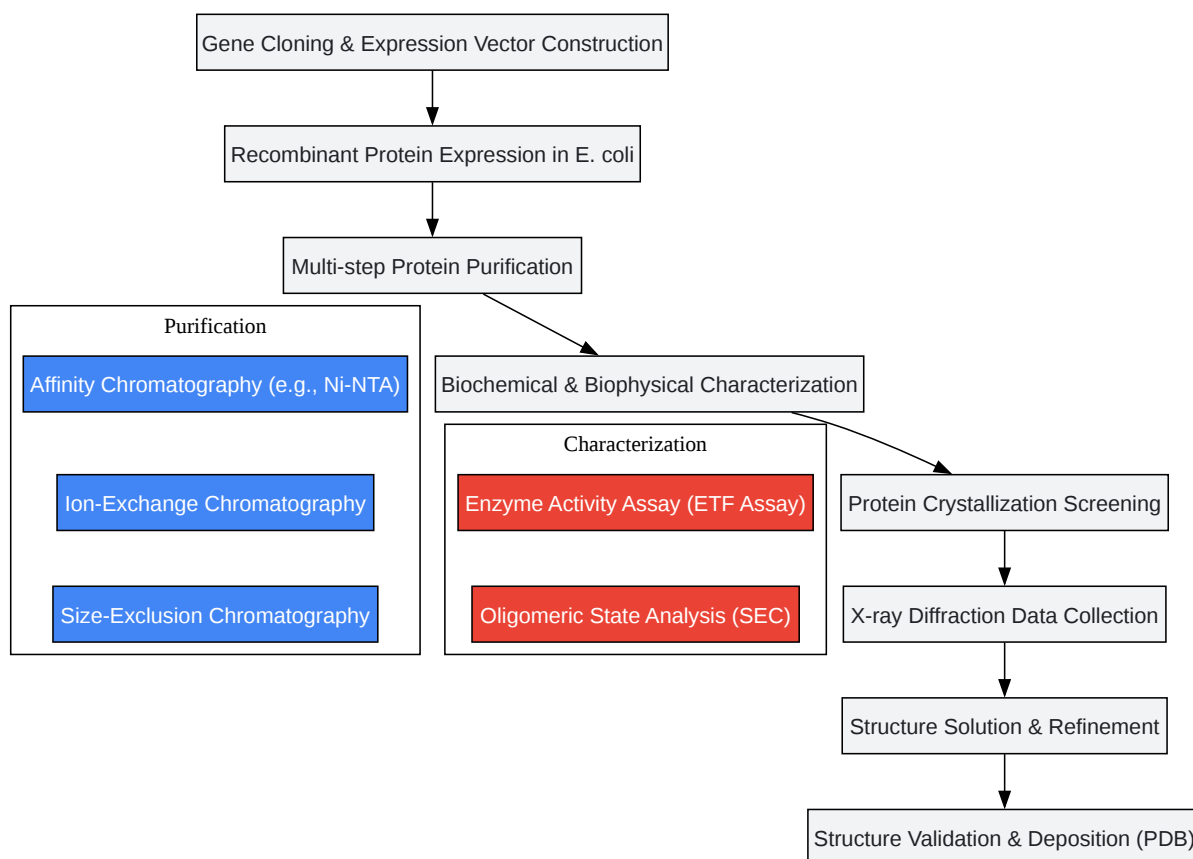 Gene Cloning & Expression Vector Construction
Recombinant Protein Expression in E. coli
Multi-step Protein Purification
Purification
Affinity Chromatography (e.g., Ni-NTA)
Ion-Exchange Chromatography
Size-Exclusion Chromatography
Biochemical & Biophysical Characterization
Characterization
Enzyme Activity Assay (ETF Assay)
Oligomeric State Analysis (SEC)
Protein Crystallization Screening
X-ray Diffraction Data Collection
Structure Solution & Refinement
Structure Validation & Deposition (PDB)